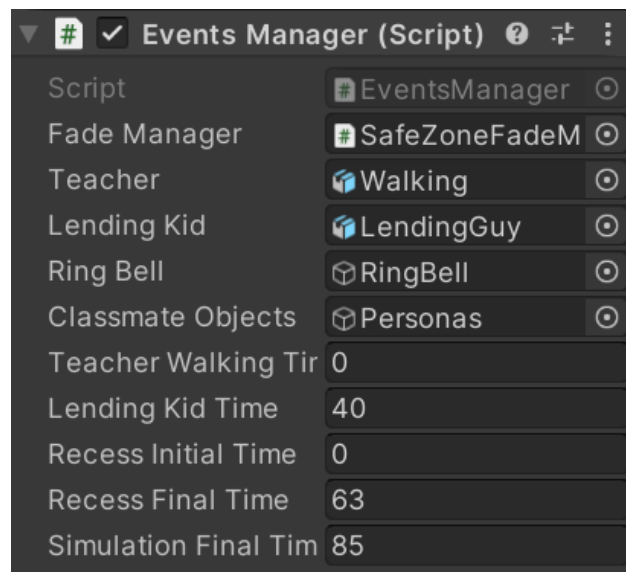 Events Manager (Script)
Script EventsManager
Fade Manager SafeZoneFadeM
Teacher Walking
Lending Kid LendingGuy
Ring Bell RingBell
Classmate Objects Personas
Teacher Walking Tir 0
Lending Kid Time 40
Recess Initial Time 0
Recess Final Time 63
Simulation Final Tim 85